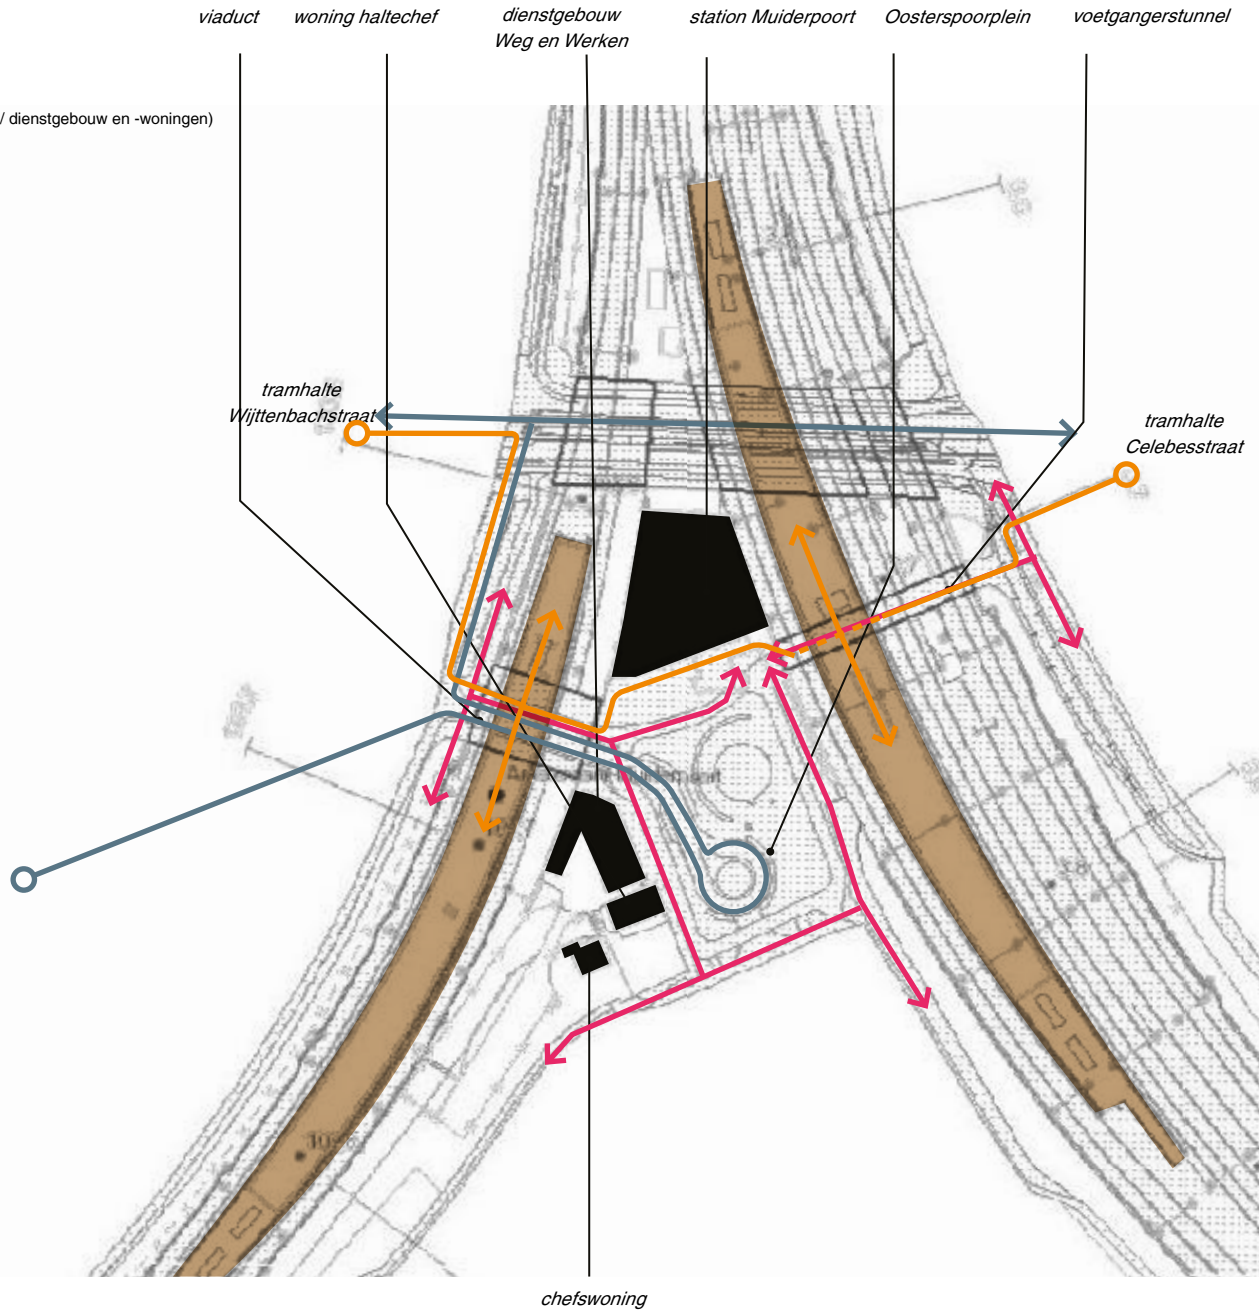 viaduct
woning haltechef
dienstgebouw
Weg en Werken
station Muiderpoort
Oosterspoorplein
voetgangerstunnel
/ dienstgebouw en -woningen)
tramhalte
Wijttenbachstraat
tramhalte
Celebesstraat
chefswoning